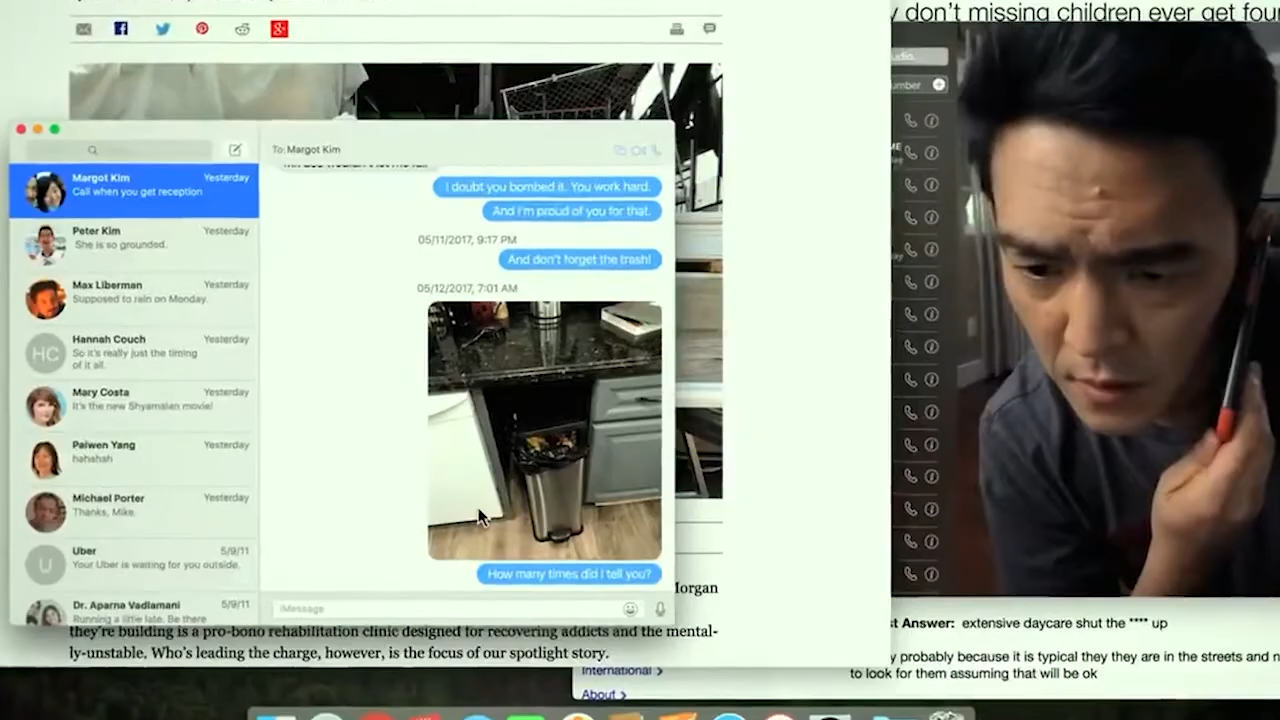 don't missing children ever get four
To: Margot Kim
Margot Kim
Yesterday
Call when you get reception
Peter Kim
Yesterday
She is so grounded.
Max Liberman
Yesterday
Supposed to rain on Monday.
Hannah Couch
Yesterday
HC
So it's really just the timing
of it all.
Mary Costa
Yesterday
It's the new Shyamalan movie!
Paiwen Yang
Yesterday
hahahah
Michael Porter
Yesterday
Thanks, Mike.
Uber
5/9/11
U
Your Uber is waiting for you outside.
Dr. Aparna Vadlamani
5/9/11
Running a little late. Be there
I doubt you bombed it. You work hard.
And I'm proud of you for that.
05/11/2017, 9:17 PM
And don't forget the trash!
05/12/2017, 7:01 AM
How many times did I tell you?
iMessage
Morgan
they're building is a pro-bono rehabilitation clinic designed for recovering addicts and the mental-
ly-unstable. Who's leading the charge, however, is the focus of our spotlight story.
International >
About >
udio.
umber
t Answer: extensive daycare shut the **** up
y probably because it is typical they they are in the streets and n
to look for them assuming that will be ok